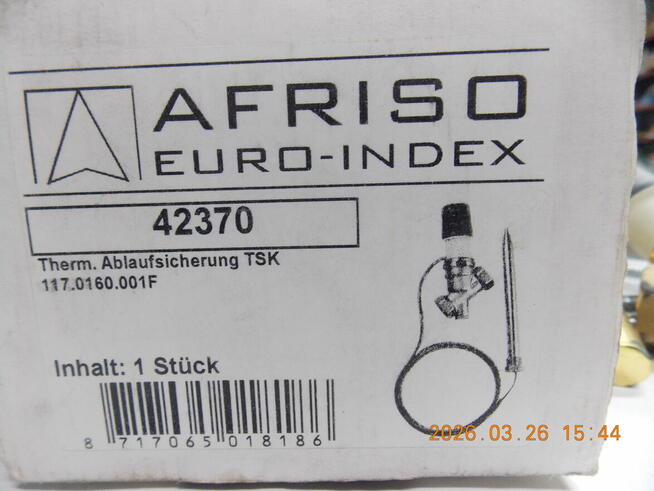 AFRISO
EURO-INDEX
42370
Therm. Ablaufsicherung TSK
117.0160.001F
Inhalt: 1 Stück
8 717065 018186
2026.03.26 15:44